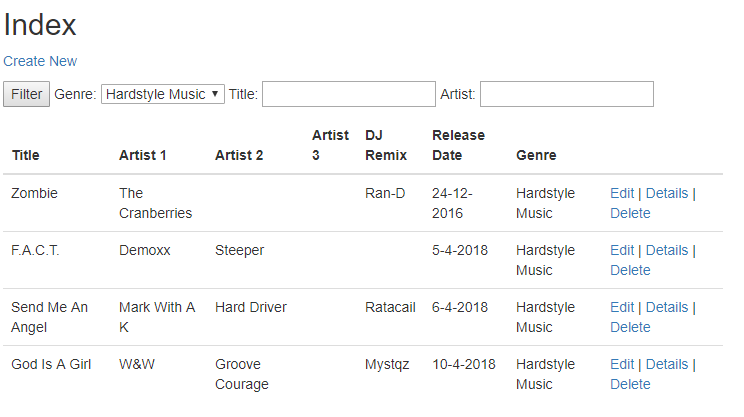 Index
Create New
Filter Genre: Hardstyle Music Title: Artist:
Title Artist 1 Artist 2 Artist 3 DJ Remix Release Date Genre
Zombie The Cranberries Ran-D 24-12-2016 Hardstyle Music Edit | Details | Delete
F.A.C.T. Demoxx Steeper 5-4-2018 Hardstyle Music Edit | Details | Delete
Send Me An Angel Mark With A K Hard Driver Ratacail 6-4-2018 Hardstyle Music Edit | Details | Delete
God Is A Girl W&W Groove Courage Mystqz 10-4-2018 Hardstyle Music Edit | Details | Delete